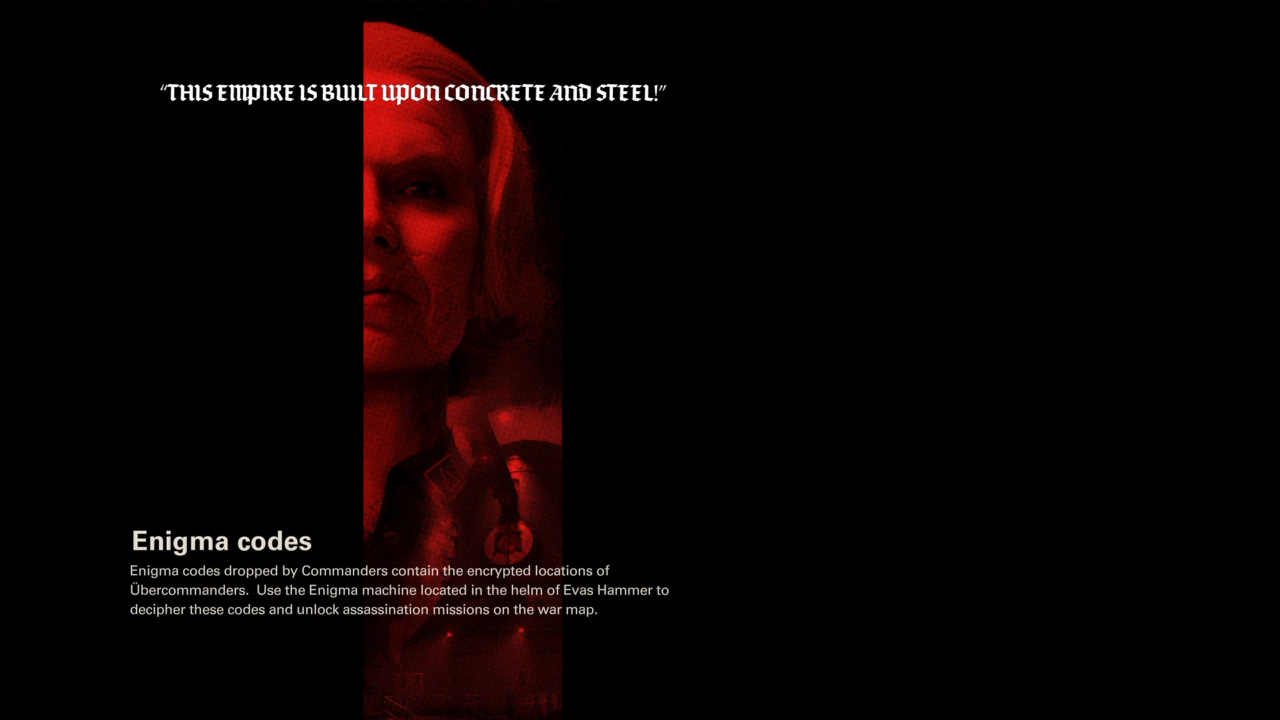 “THIS EMPIRE IS BUILT UPON CONCRETE AND STEEL!”
Enigma codes
Enigma codes dropped by Commanders contain the encrypted locations of
Übercommanders.  Use the Enigma machine located in the helm of Evas Hammer to
decipher these codes and unlock assassination missions on the war map.